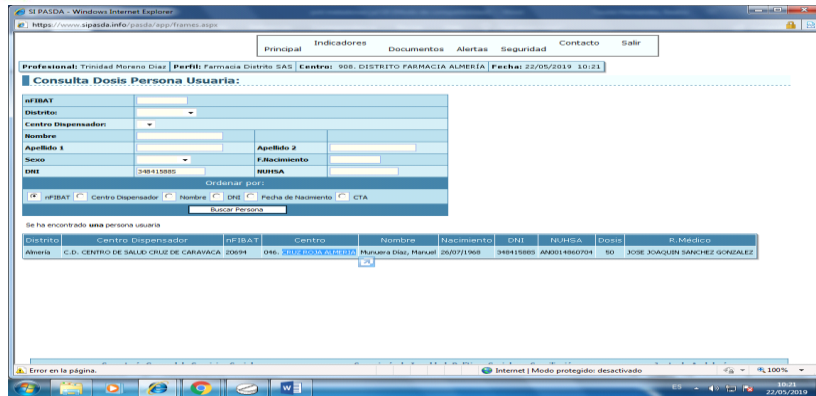 SI PASDA - Windows Internet Explorer
https://www.sipasda.info/pasda/app/frames.aspx
Principal Indicadores Documentos Alertas Seguridad Contacto Salir
Profesional: Trinidad Moreno Diaz Perfil: Farmacia Distrito SAS Centro: 908. DISTRITO FARMACIA ALMERÍA Fecha: 22/05/2019 10:21
Consulta Dosis Persona Usuaria:
nFIBAT
Distrito:
Centro Dispensador:
Nombre
Apellido 1 Apellido 2
Sexo F.Nacimiento
DNI 34841588S NUHSA
Ordenar por:
nFIBAT Centro Dispensador Nombre DNI Fecha de Nacimiento CTA
Buscar Persona
Se ha encontrado una persona usuaria
Distrito Centro Dispensador nFIBAT Centro Nombre Nacimiento DNI NUHSA Dosis R.Médico
Almería C.D. CENTRO DE SALUD CRUZ DE CARAVACA 20694 046. CRUZ ROJA ALMERIA Munuera Diaz, Manuel 26/07/1968 34841588S AN0014860704 50 JOSE JOAQUIN SANCHEZ GONZALEZ
Error en la página. Internet | Modo protegido: desactivado 100%
ES 10:21
22/05/2019